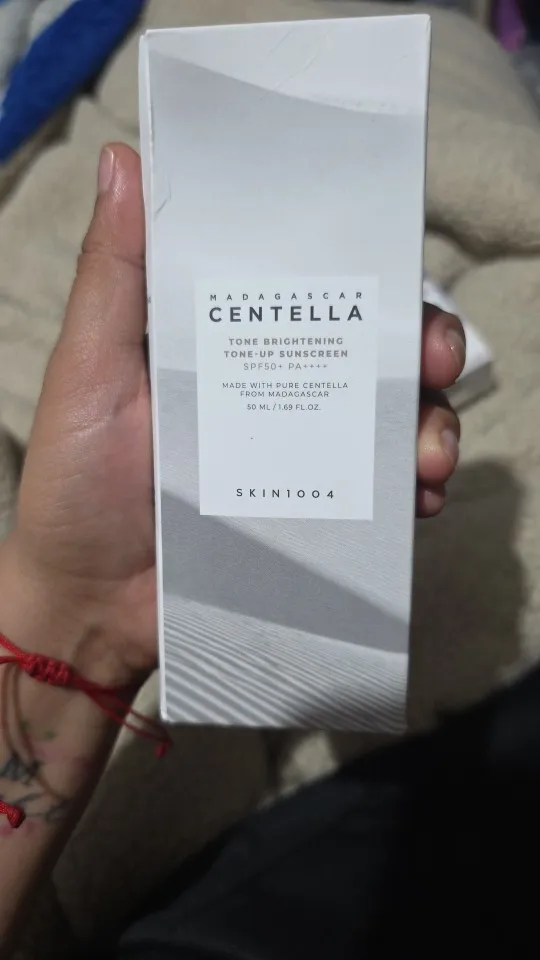 MADAGASCAR
CENTELLA
TONE BRIGHTENING
TONE-UP SUNSCREEN
SPF50+ PA++++
MADE WITH PURE CENTELLA
FROM MADAGASCAR
50 ML / 1.69 FL.OZ.
SKIN1004